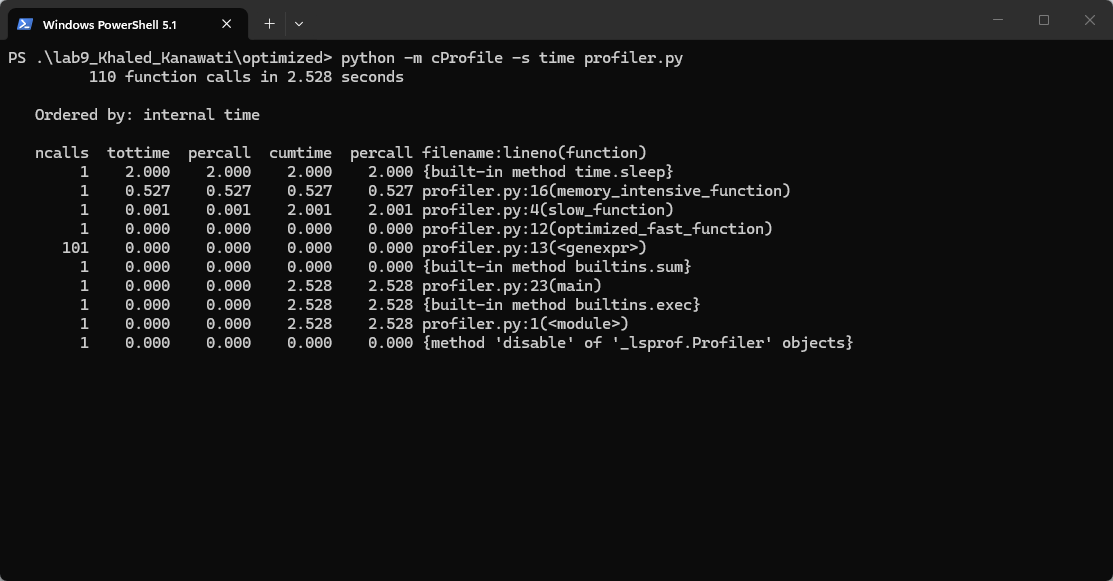 Windows PowerShell 5.1
PS .\lab9_Khaled_Kanawati\optimized> python -m cProfile -s time profiler.py
         110 function calls in 2.528 seconds

   Ordered by: internal time

   ncalls  tottime  percall  cumtime  percall filename:lineno(function)
        1    2.000    2.000    2.000    2.000 {built-in method time.sleep}
        1    0.527    0.527    0.527    0.527 profiler.py:16(memory_intensive_function)
        1    0.001    0.001    2.001    2.001 profiler.py:4(slow_function)
        1    0.000    0.000    0.000    0.000 profiler.py:12(optimized_fast_function)
      101    0.000    0.000    0.000    0.000 profiler.py:13(<genexpr>)
        1    0.000    0.000    0.000    0.000 {built-in method builtins.sum}
        1    0.000    0.000    2.528    2.528 profiler.py:23(main)
        1    0.000    0.000    2.528    2.528 {built-in method builtins.exec}
        1    0.000    0.000    2.528    2.528 profiler.py:1(<module>)
        1    0.000    0.000    0.000    0.000 {method 'disable' of '_lsprof.Profiler' objects}